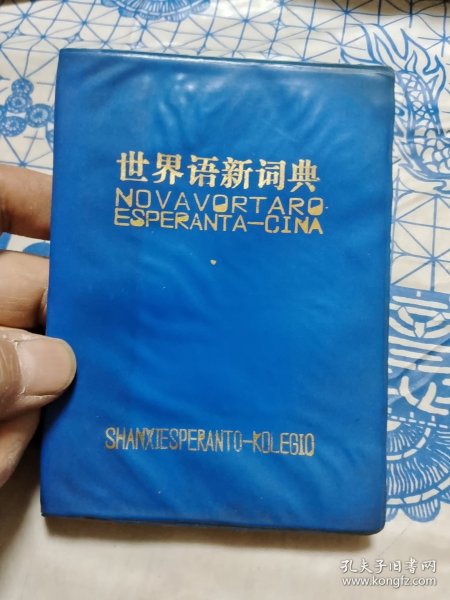 世界语新词典
NOVAVORTARO
ESPERANTA-CINA
SHANXIESPERANTO-KOLEGIO
孔夫子旧书网
www.kongfz.com